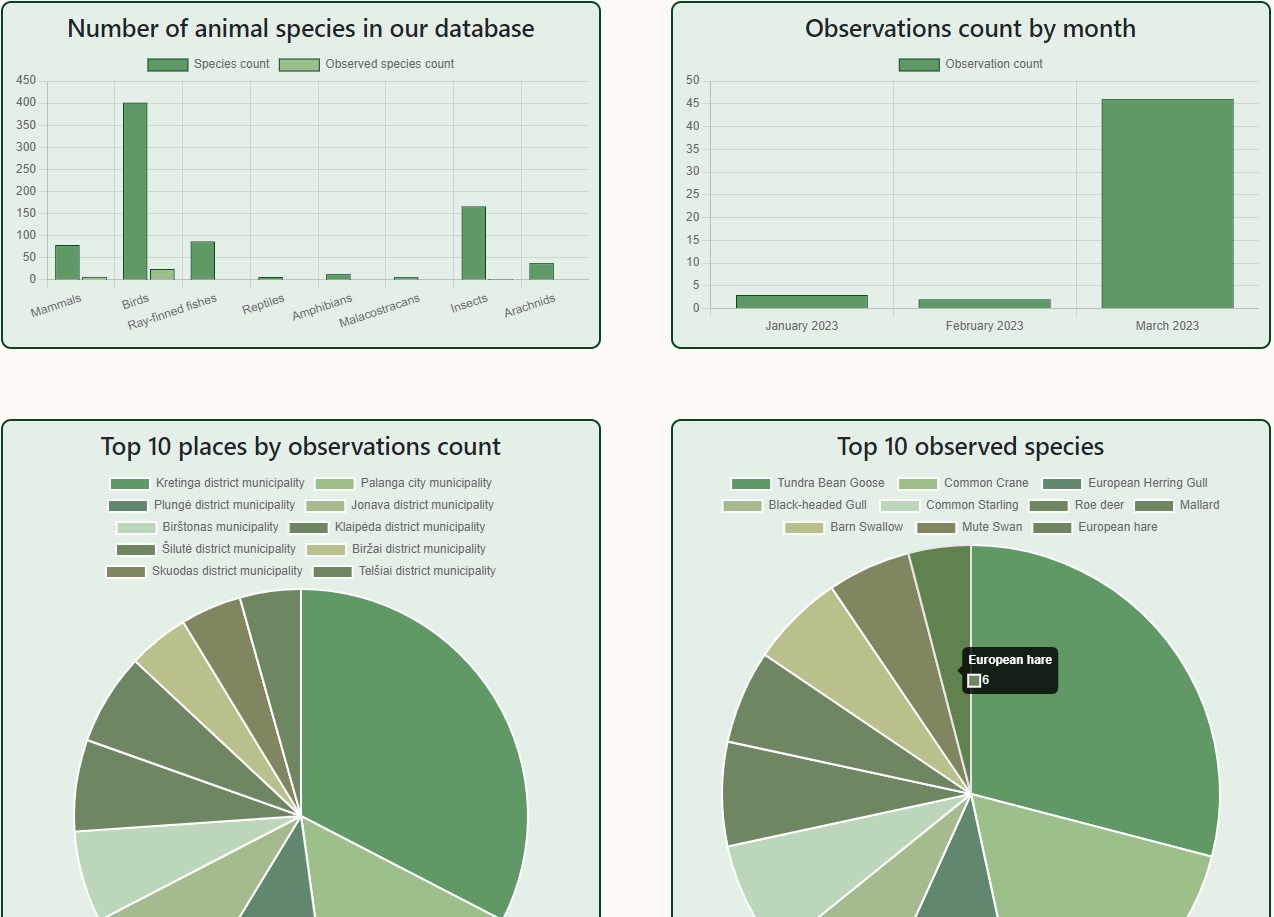 Number of animal species in our database
Species count Observed species count
450
400
350
300
250
200
150
100
50
0
Mammals Birds Ray-finned fishes Reptiles Amphibians Malacostracans Insects Arachnids
Observations count by month
Observation count
50
45
40
35
30
25
20
15
10
5
0
January 2023 February 2023 March 2023
Top 10 places by observations count
Kretinga district municipality Palanga city municipality
Plungė district municipality Jonava district municipality
Birštonas municipality Klaipėda district municipality
Šilutė district municipality Biržai district municipality
Skuodas district municipality Telšiai district municipality
Top 10 observed species
Tundra Bean Goose Common Crane European Herring Gull
Black-headed Gull Common Starling Roe deer Mallard
Barn Swallow Mute Swan European hare
European hare
6